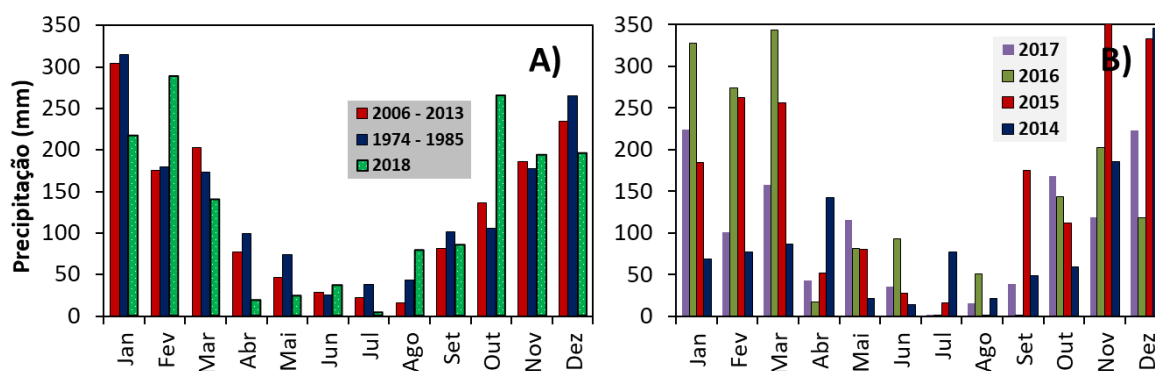 Precipitação (mm)
350
300
250
200
150
100
50
0
A)
2006 - 2013
1974 - 1985
2018
Jan
Fev
Mar
Abr
Mai
Jun
Jul
Ago
Set
Out
Nov
Dez
350
300
250
200
150
100
50
0
B)
2017
2016
2015
2014
Jan
Fev
Mar
Abr
Mai
Jun
Jul
Ago
Set
Out
Nov
Dez